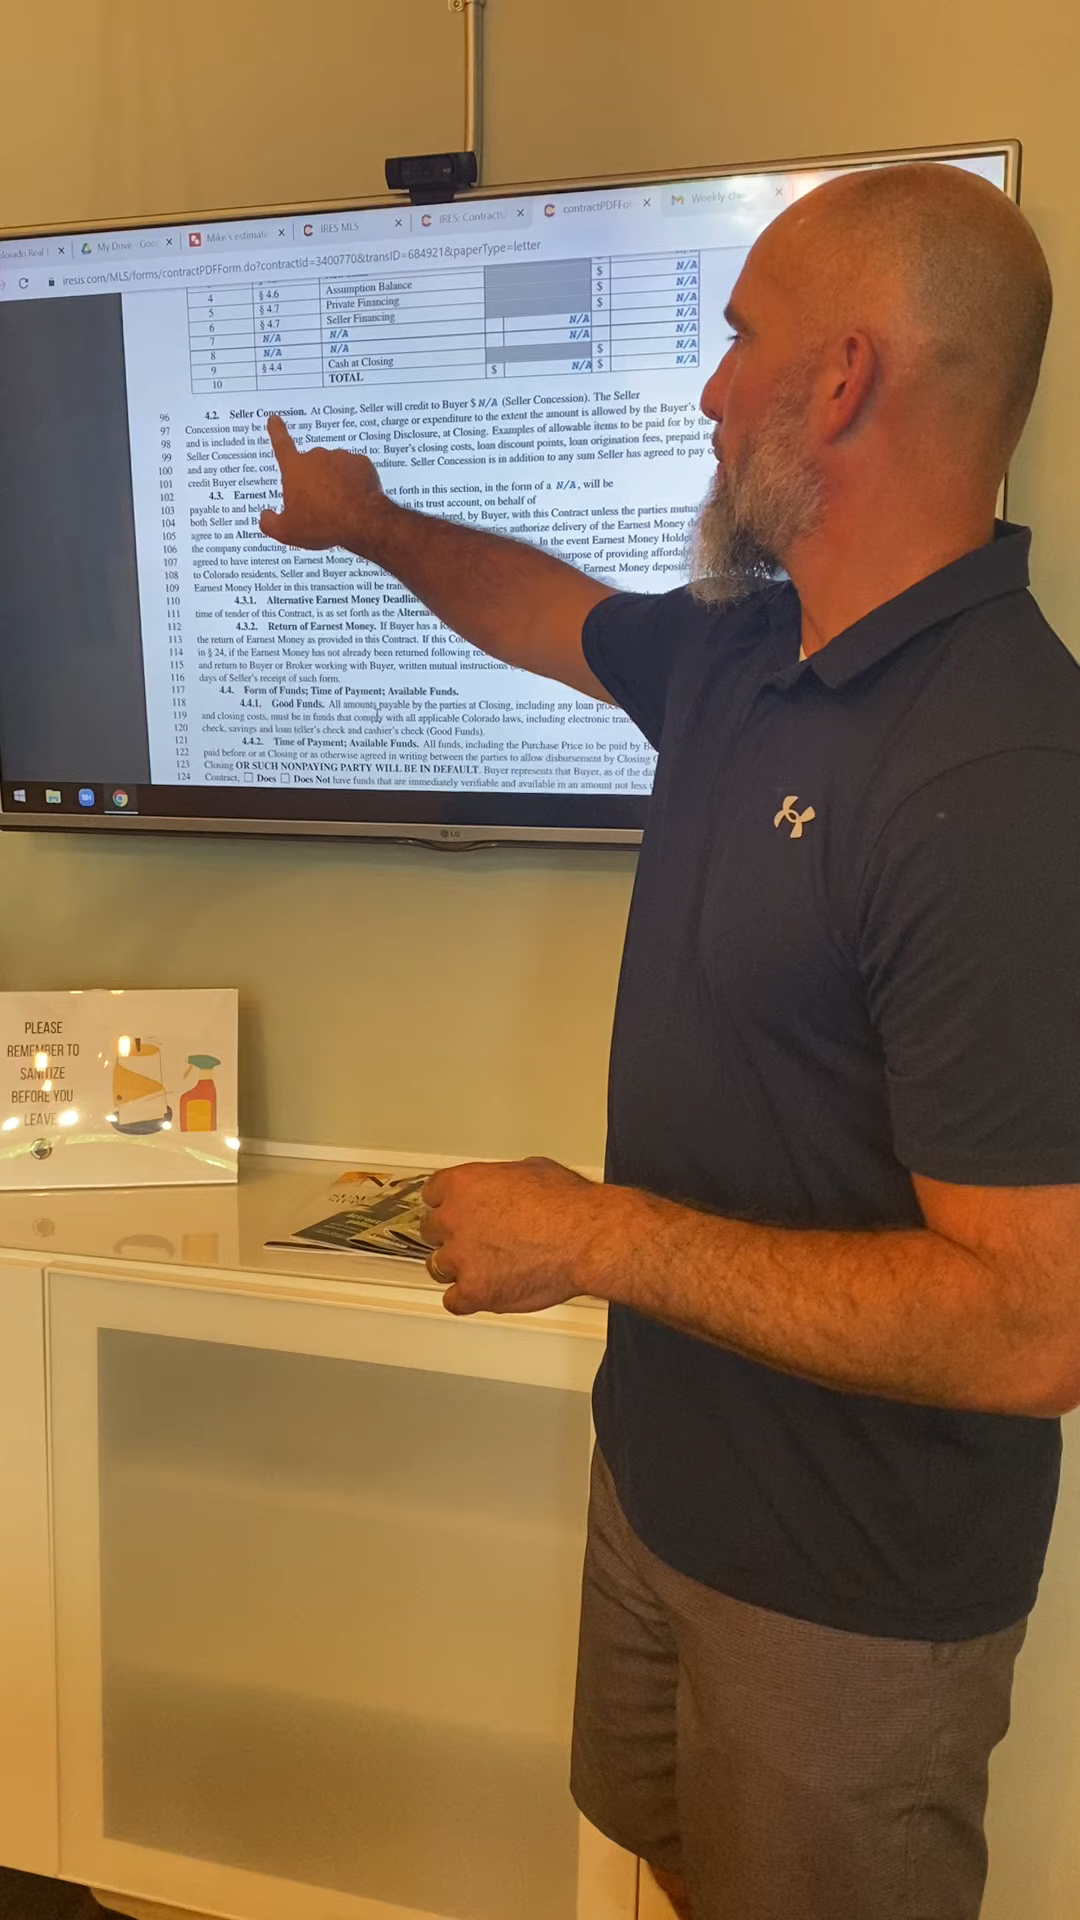 lorado Real
My Drive - Goo
Mike's estimate
IRES MLS
IRES: Contracts/
contractPDFFor
Weekly che
iresis.com/MLS/forms/contractPDFForm.do?contractId=3400770&transID=684921&paperType=letter
$ N/A
4 § 4.6 Assumption Balance $ N/A
5 § 4.7 Private Financing $ N/A
6 § 4.7 Seller Financing N/A N/A
7 N/A N/A N/A N/A
8 N/A N/A $ N/A
9 § 4.4 Cash at Closing $ N/A $ N/A
10 TOTAL
96 4.2. Seller Concession. At Closing, Seller will credit to Buyer $ N/A (Seller Concession). The Seller
97 Concession may be for any Buyer fee, cost, charge or expenditure to the extent the amount is allowed by the Buyer's
98 and is included in the ng Statement or Closing Disclosure, at Closing. Examples of allowable items to be paid for by the
99 Seller Concession incl ited to: Buyer's closing costs, loan discount points, loan origination fees, prepaid ite
100 and any other fee, cost, nditure. Seller Concession is in addition to any sum Seller has agreed to pay o
101 credit Buyer elsewhere
102 4.3. Earnest Mo set forth in this section, in the form of a N/A, will be
103 payable to and held by in its trust account, on behalf of
104 both Seller and B ered, by Buyer, with this Contract unless the parties mutua
105 agree to an Alterna rties authorize delivery of the Earnest Money d
106 the company conducting the In the event Earnest Money Holde
107 agreed to have interest on Earnest Money de purpose of providing affordal
108 to Colorado residents, Seller and Buyer acknowle Earnest Money deposite
109 Earnest Money Holder in this transaction will be tran
110 4.3.1. Alternative Earnest Money Deadlin
111 time of tender of this Contract, is as set forth as the Alterna
112 4.3.2. Return of Earnest Money. If Buyer has a R
113 the return of Earnest Money as provided in this Contract. If this Con
114 in § 24, if the Earnest Money has not already been returned following rec
115 and return to Buyer or Broker working with Buyer, written mutual instructions
116 days of Seller's receipt of such form.
117 4.4. Form of Funds; Time of Payment; Available Funds.
118 4.4.1. Good Funds. All amounts payable by the parties at Closing, including any loan proce
119 and closing costs, must be in funds that comply with all applicable Colorado laws, including electronic tran
120 check, savings and loan teller's check and cashier's check (Good Funds).
121 4.4.2. Time of Payment; Available Funds. All funds, including the Purchase Price to be paid by B
122 paid before or at Closing or as otherwise agreed in writing between the parties to allow disbursement by Closing
123 Closing OR SUCH NONPAYING PARTY WILL BE IN DEFAULT. Buyer represents that Buyer, as of the da
124 Contract, ☐ Does ☐ Does Not have funds that are immediately verifiable and available in an amount not less
LG
PLEASE
REMEMBER TO
SANITIZE
BEFORE YOU
LEAVE